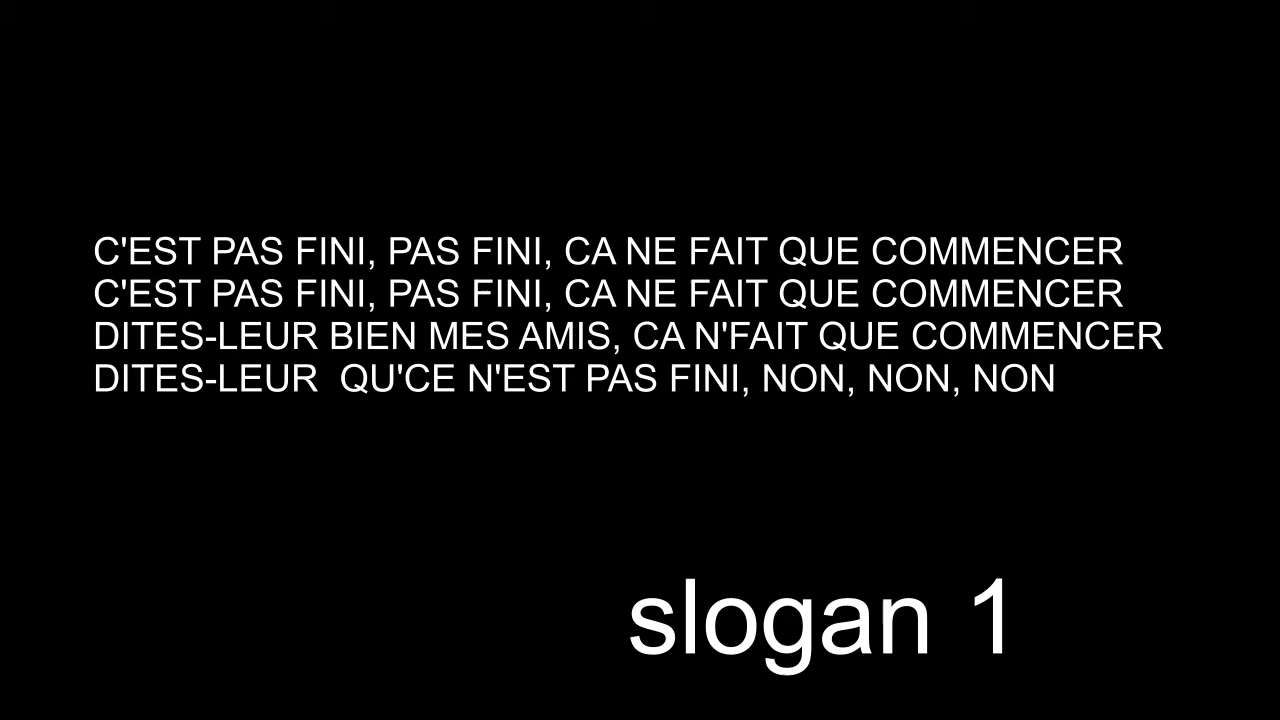 C'EST PAS FINI, PAS FINI, CA NE FAIT QUE COMMENCER
C'EST PAS FINI, PAS FINI, CA NE FAIT QUE COMMENCER
DITES-LEUR BIEN MES AMIS, CA N'FAIT QUE COMMENCER
DITES-LEUR  QU'CE N'EST PAS FINI, NON, NON, NON
slogan 1